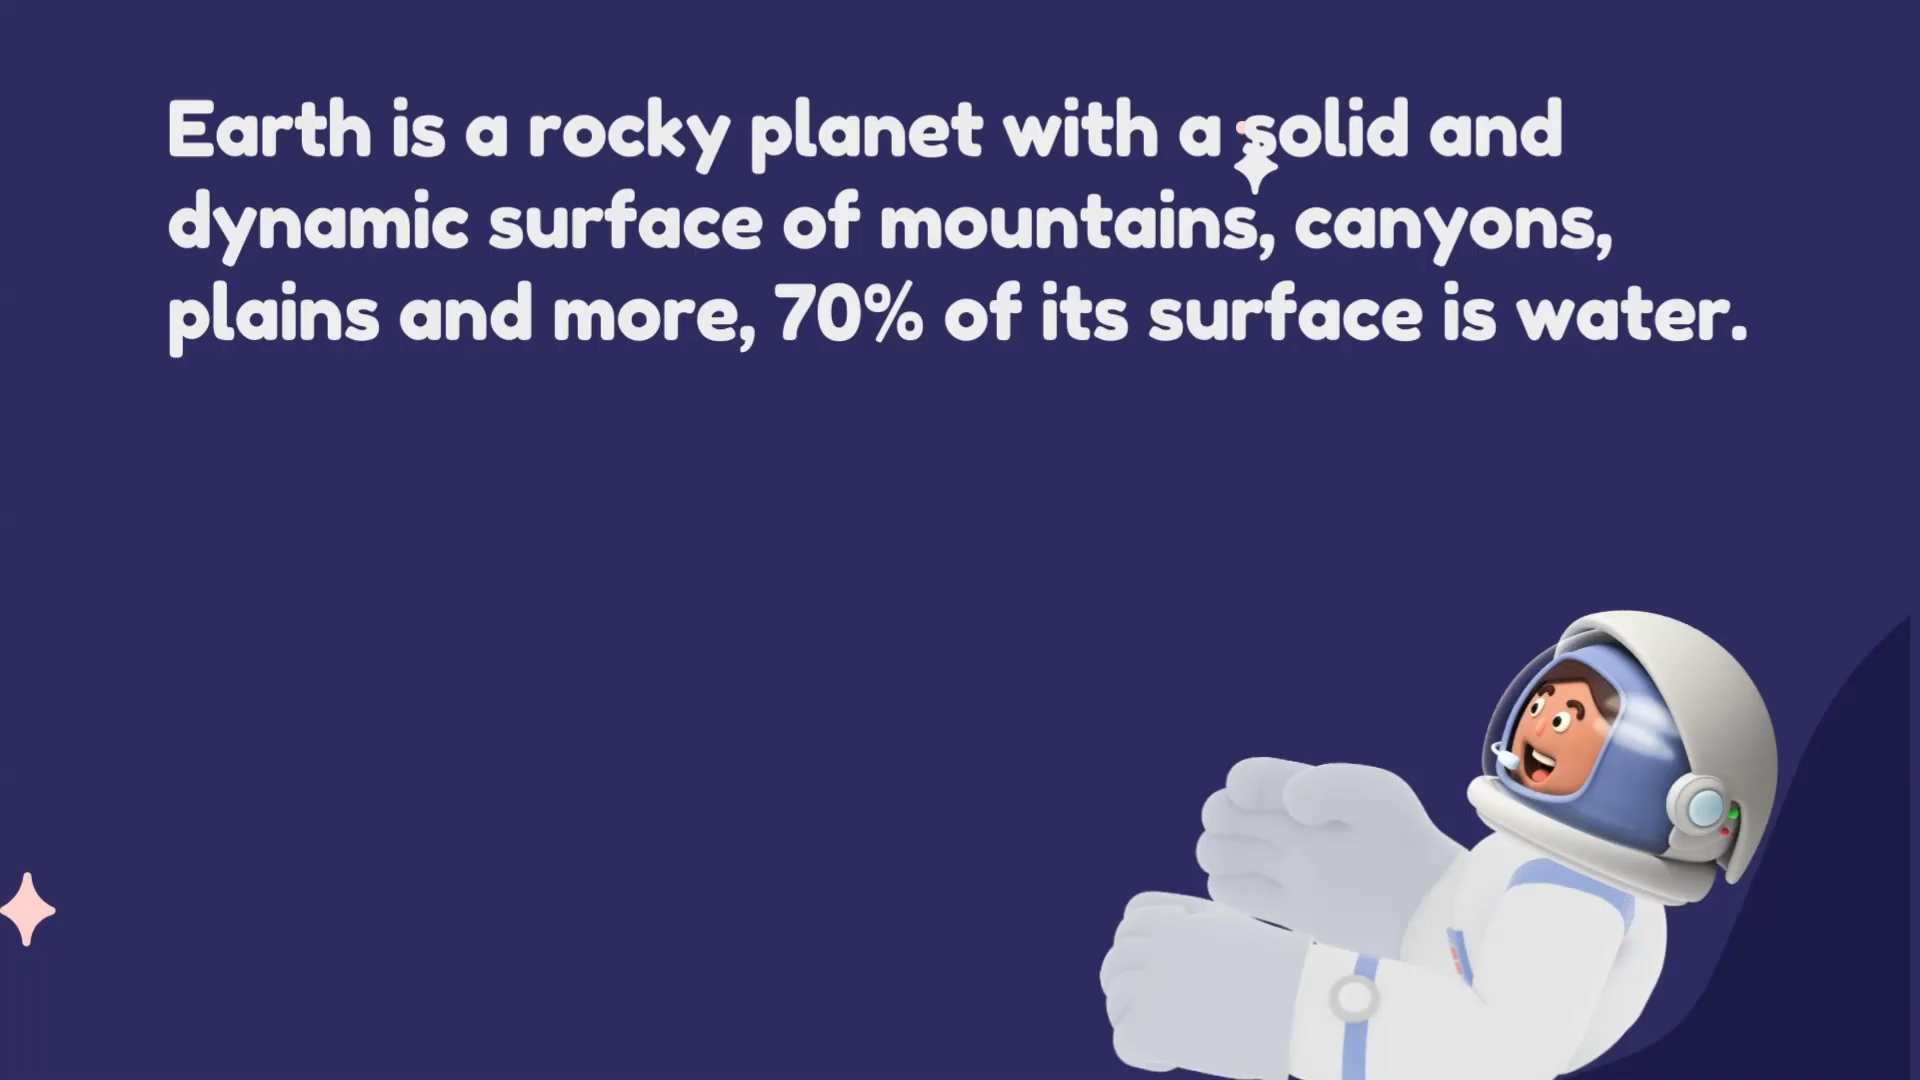 Earth is a rocky planet with a solid and
dynamic surface of mountains, canyons,
plains and more, 70% of its surface is water.